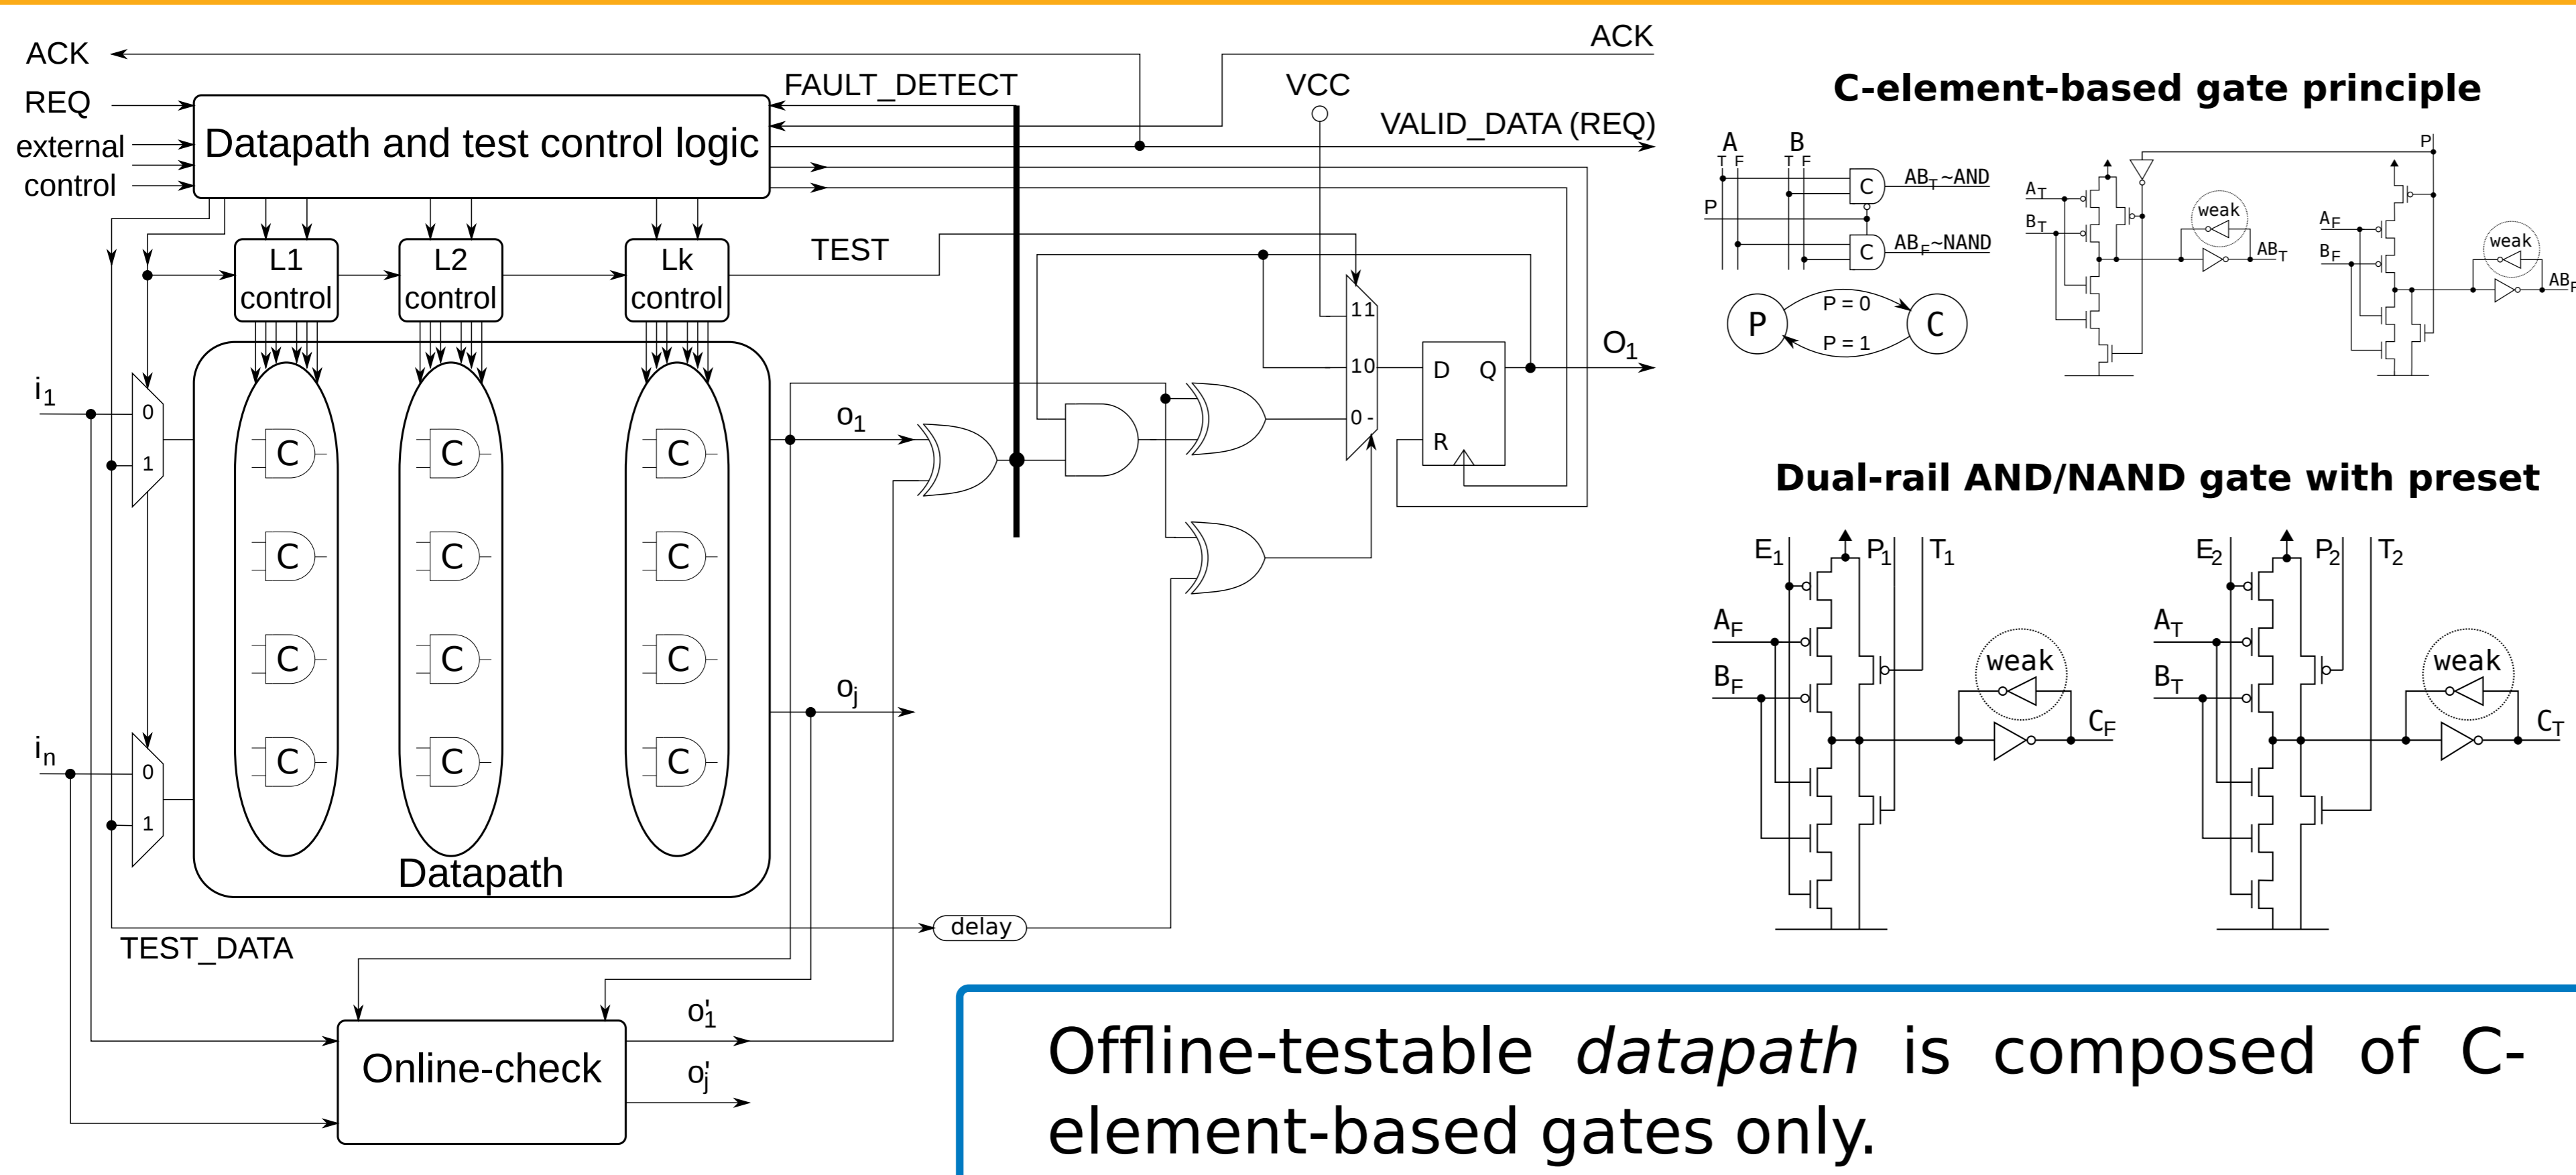 ACK
REQ
external
control
Datapath and test control logic
FAULT_DETECT
VCC
ACK
VALID_DATA (REQ)
L1
control
L2
control
Lk
control
TEST
i1
0
1
in
0
1
C C C
C C C
C C C
C C C
Datapath
o1
oj
11
10
0 -
D Q
R
O1
TEST_DATA
delay
Online-check
o'1
o'j
C-element-based gate principle
A B
T F T F
P
C
ABT~AND
C
ABF~NAND
P
P = 0
P = 1
C
P
AT
BT
weak
ABT
AF
BF
weak
ABF
Dual-rail AND/NAND gate with preset
E1 P1 T1
AF
BF
weak
CF
E2 P2 T2
AT
BT
weak
CT
Offline-testable datapath is composed of C-
element-based gates only.